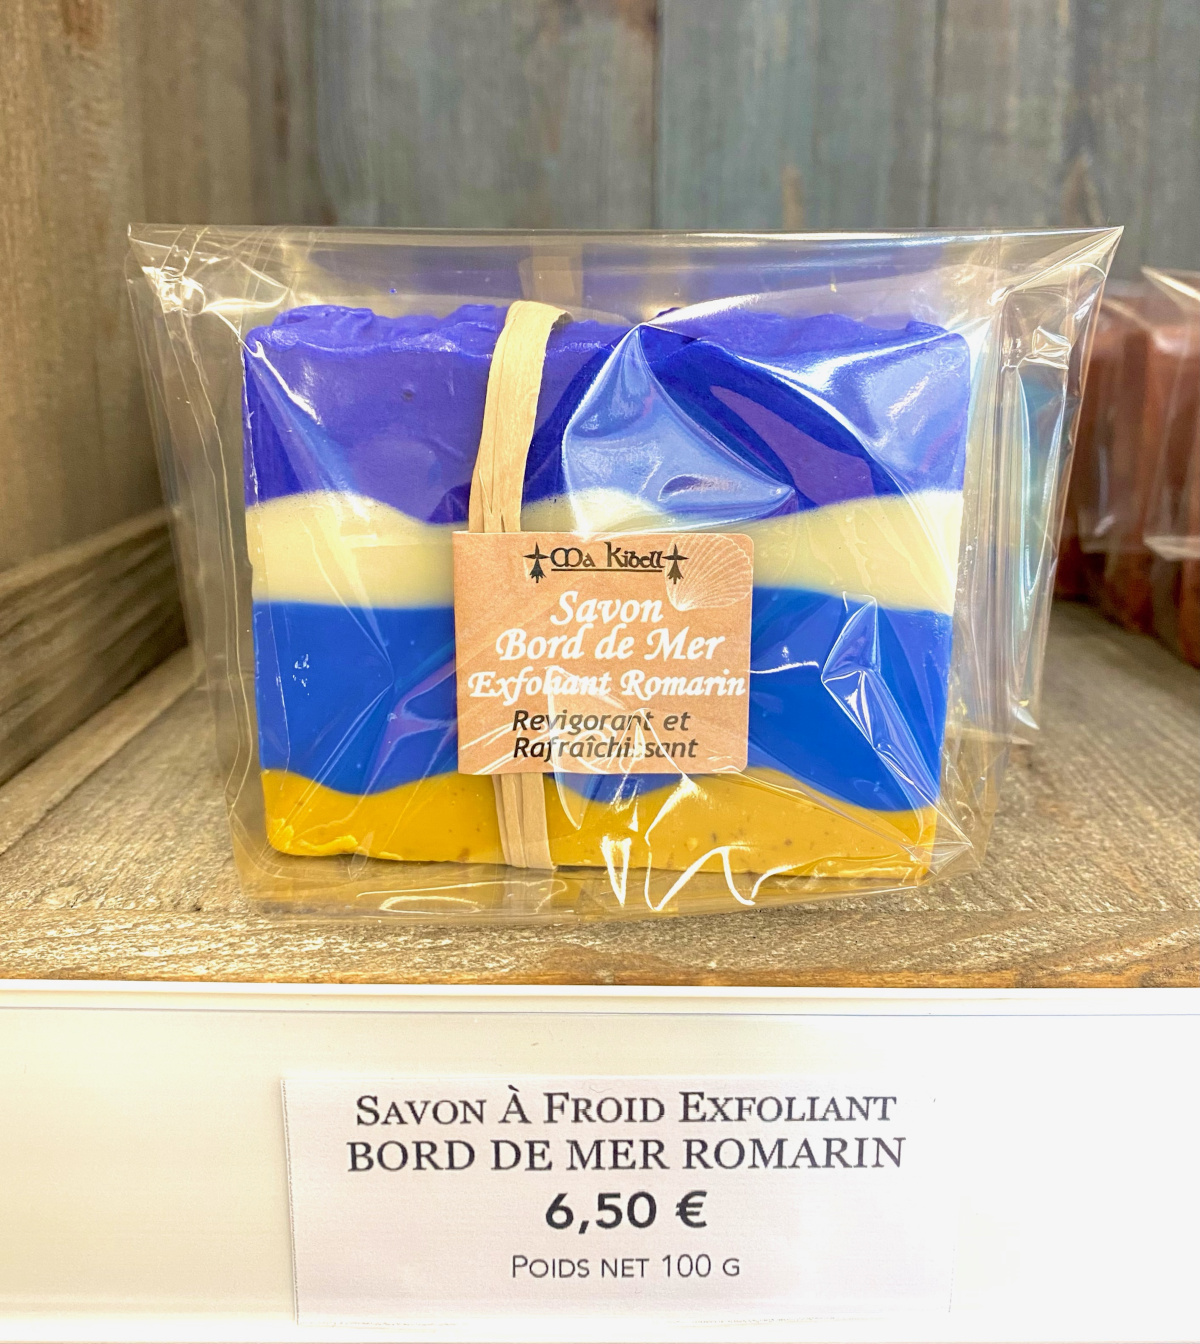 Ma Kibell
Savon
Bord de Mer
Exfoliant Romarin
Revigorant et
Rafraîchissant
SAVON À FROID EXFOLIANT
BORD DE MER ROMARIN
6,50 €
POIDS NET 100 G